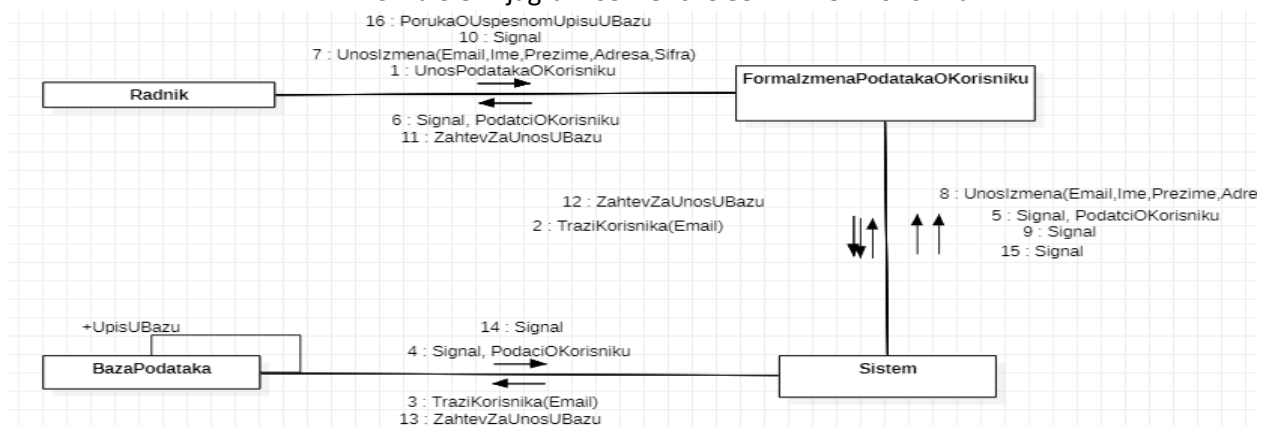 16 : PorukaOUspesnomUpisuUBazu
10 : Signal
7 : UnosIzmena(Email,Ime,Prezime,Adresa,Sifra)
1 : UnosPodatakaOKorisniku
Radnik
FormaIzmenaPodatakaOKorisniku
6 : Signal, PodatciOKorisniku
11 : ZahtevZaUnosUBazu
12 : ZahtevZaUnosUBazu
2 : TraziKorisnika(Email)
8 : UnosIzmena(Email,Ime,Prezime,Adre
5 : Signal, PodatciOKorisniku
9 : Signal
15 : Signal
+UpisUBazu
14 : Signal
4 : Signal, PodaciOKorisniku
BazaPodataka
Sistem
3 : TraziKorisnika(Email)
13 : ZahtevZaUnosUBazu